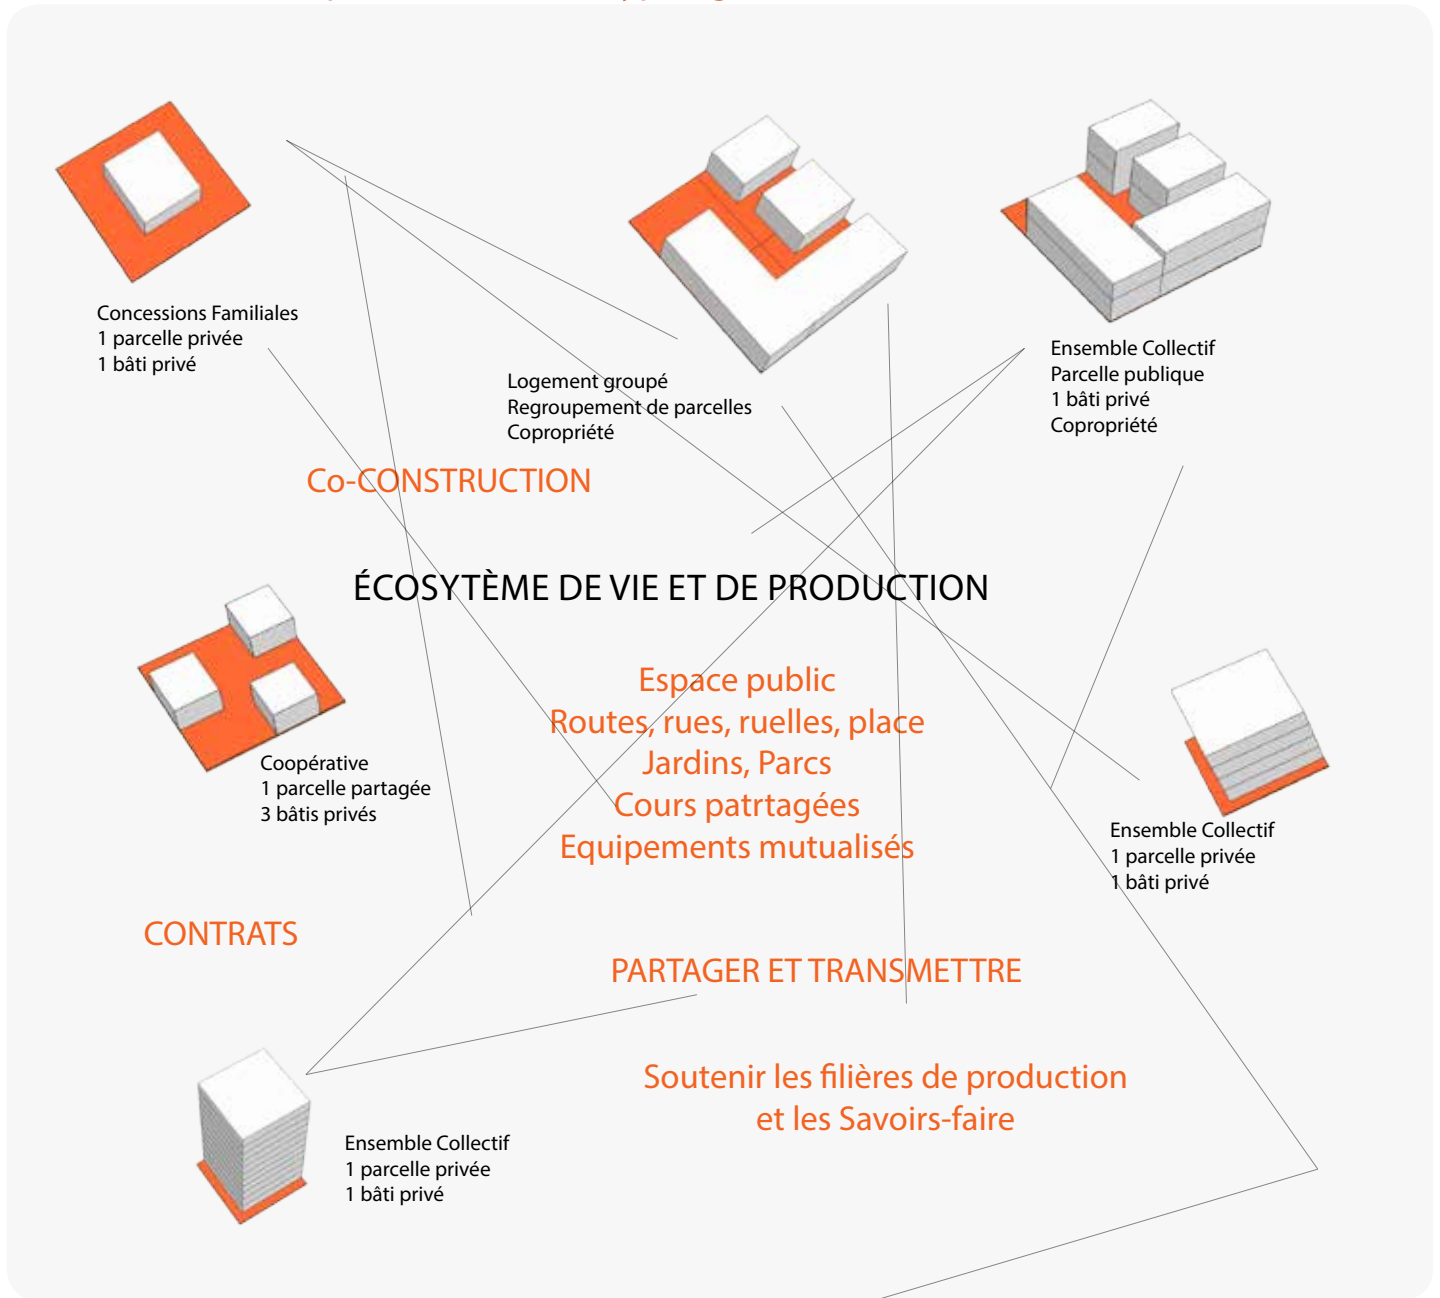 Concessions Familiales
1 parcelle privée
1 bâti privé
Logement groupé
Regroupement de parcelles
Copropriété
Ensemble Collectif
Parcelle publique
1 bâti privé
Copropriété
Co-CONSTRUCTION
ÉCOSYTÈME DE VIE ET DE PRODUCTION
Espace public
Routes, rues, ruelles, place
Jardins, Parcs
Cours patrtagées
Equipements mutualisés
Coopérative
1 parcelle partagée
3 bâtis privés
Ensemble Collectif
1 parcelle privée
1 bâti privé
CONTRATS
PARTAGER ET TRANSMETTRE
Soutenir les filières de production
et les Savoirs-faire
Ensemble Collectif
1 parcelle privée
1 bâti privé